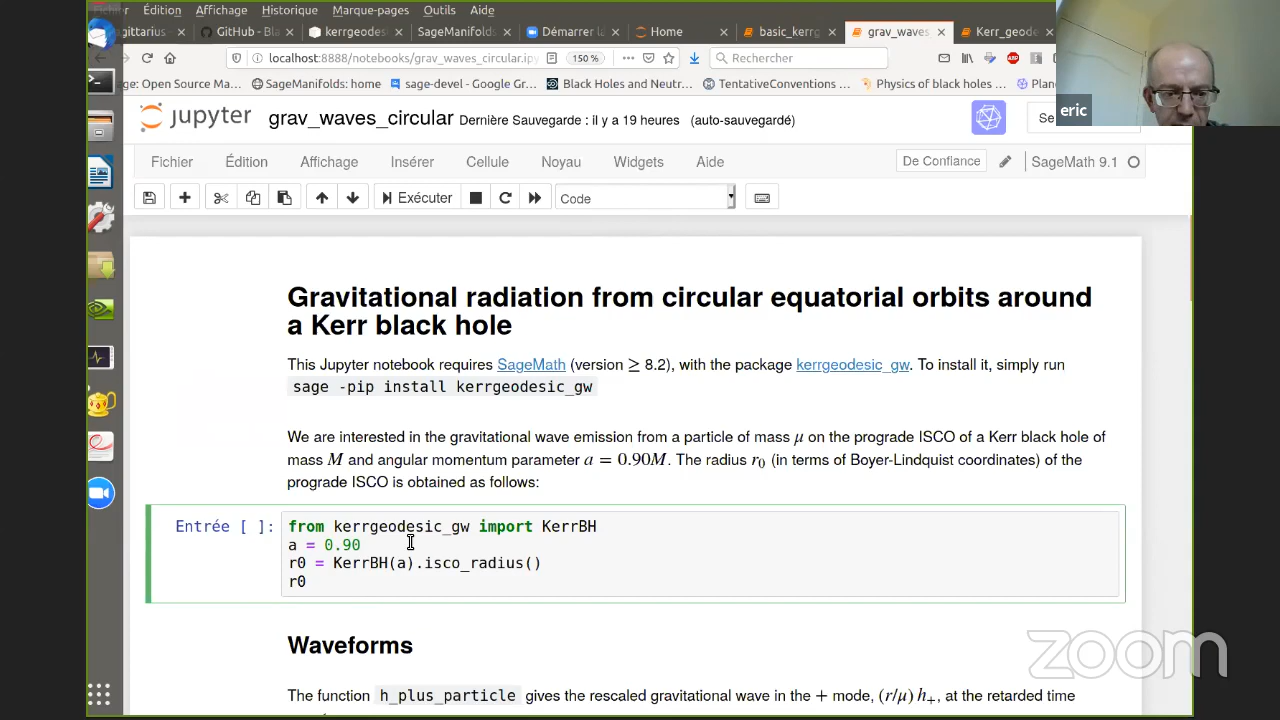 Fichier Édition Affichage Historique Marque-pages Outils Aide
gittarius
GitHub - Bla
kerrgeodes
SageManifolds
Démarrer la
Home
basic_kerrg
grav_waves
Kerr_geode
localhost:8888/notebooks/grav_waves_circular.ipy
150 %
Rechercher
ge: Open Source Ma…
SageManifolds: home
sage-devel - Google Gr…
Black Holes and Neutr…
TentativeConventions …
Physics of black holes …
Plan
eric
jupyter grav_waves_circular Dernière Sauvegarde : il y a 19 heures (auto-sauvegardé)
Se
Fichier Édition Affichage Insérer Cellule Noyau Widgets Aide
De Confiance
SageMath 9.1
Exécuter
Code
Gravitational radiation from circular equatorial orbits around
a Kerr black hole
This Jupyter notebook requires SageMath (version ≥ 8.2), with the package kerrgeodesic_gw. To install it, simply run
sage -pip install kerrgeodesic_gw
We are interested in the gravitational wave emission from a particle of mass μ on the prograde ISCO of a Kerr black hole of
mass M and angular momentum parameter a = 0.90M. The radius r₀ (in terms of Boyer-Lindquist coordinates) of the
prograde ISCO is obtained as follows:
Entrée [ ]:
from kerrgeodesic_gw import KerrBH
a = 0.90
r0 = KerrBH(a).isco_radius()
r0
Waveforms
The function h_plus_particle gives the rescaled gravitational wave in the + mode, (r/μ) h₊, at the retarded time
zoom